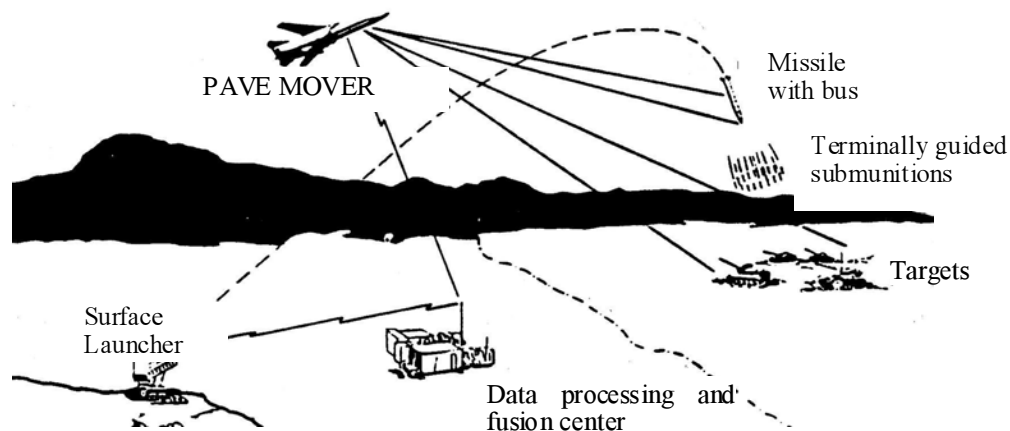 PAVE MOVER
Missile
with bus
Terminally guided
submunitions
Targets
Surface
Launcher
Data processing and
fusion center